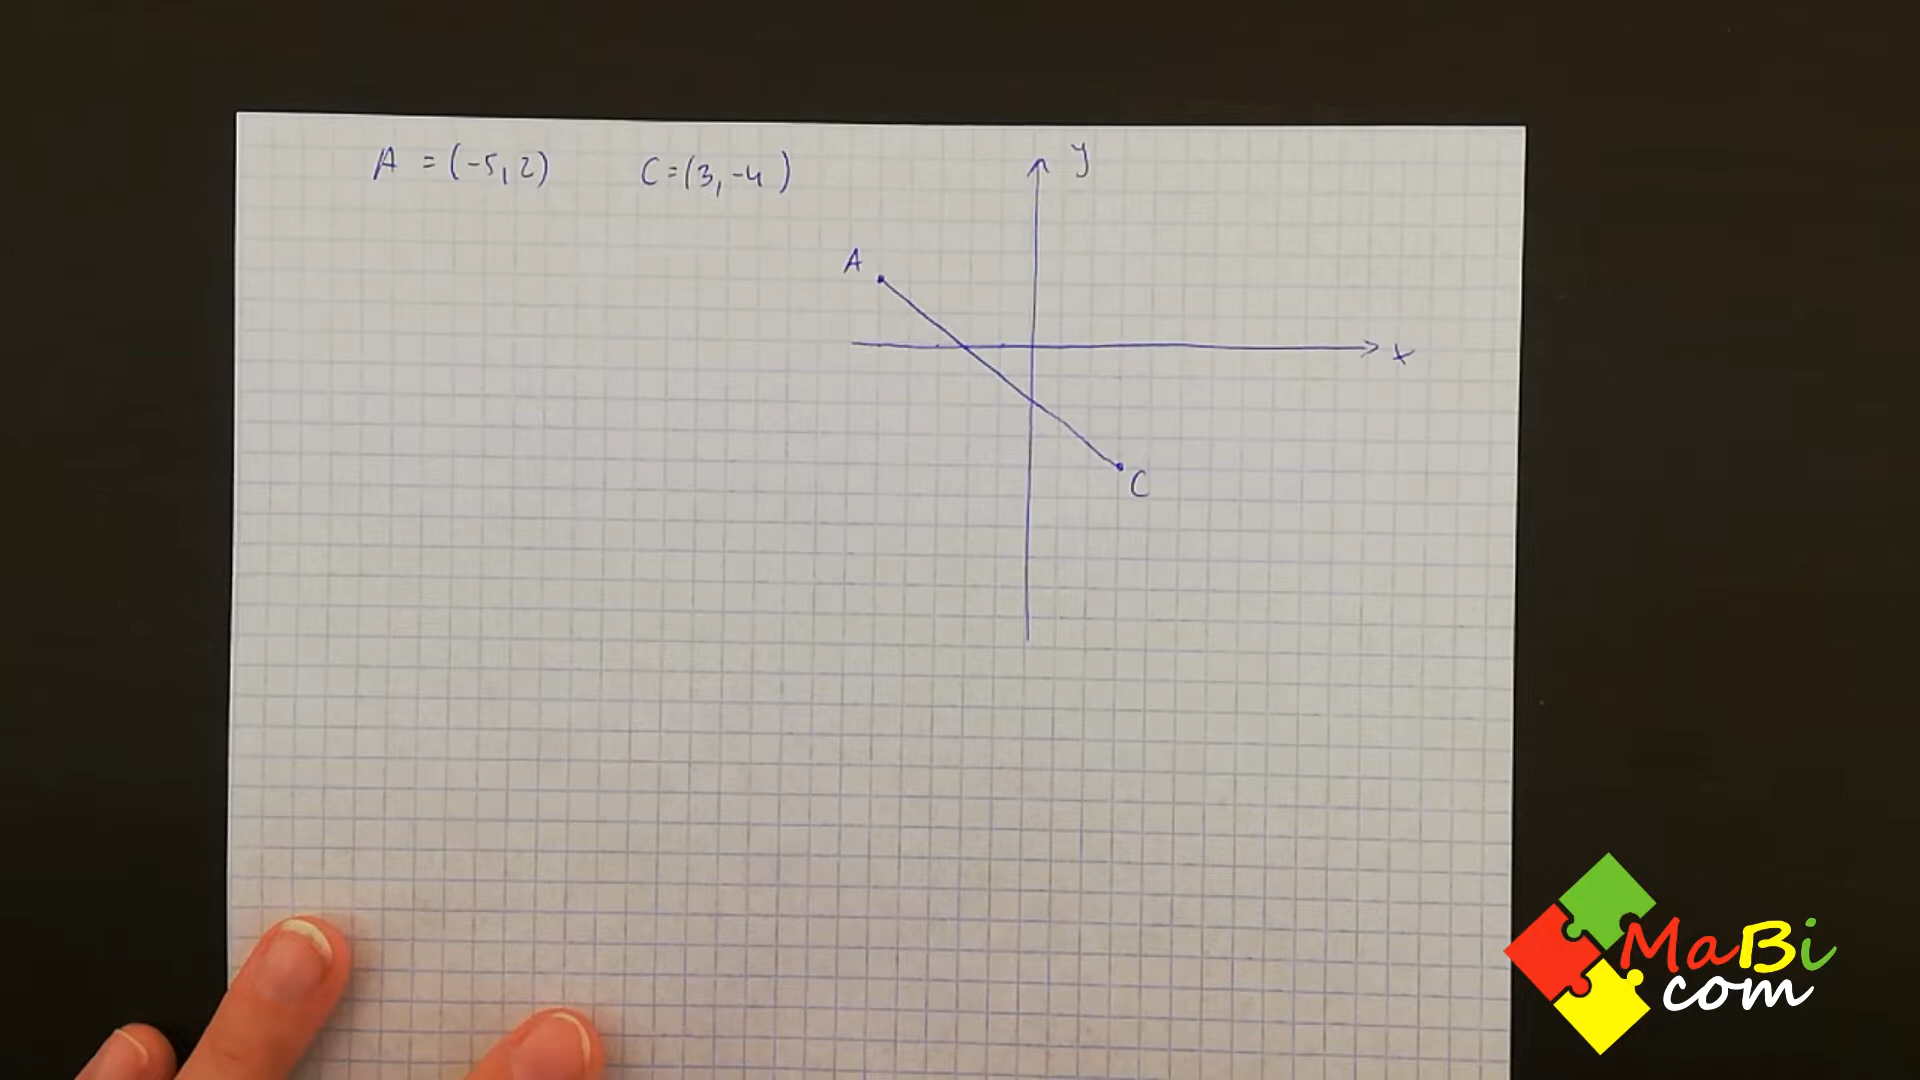 A = (-5, 2) C = (3, -4)
y
A
x
C
MaBi
com